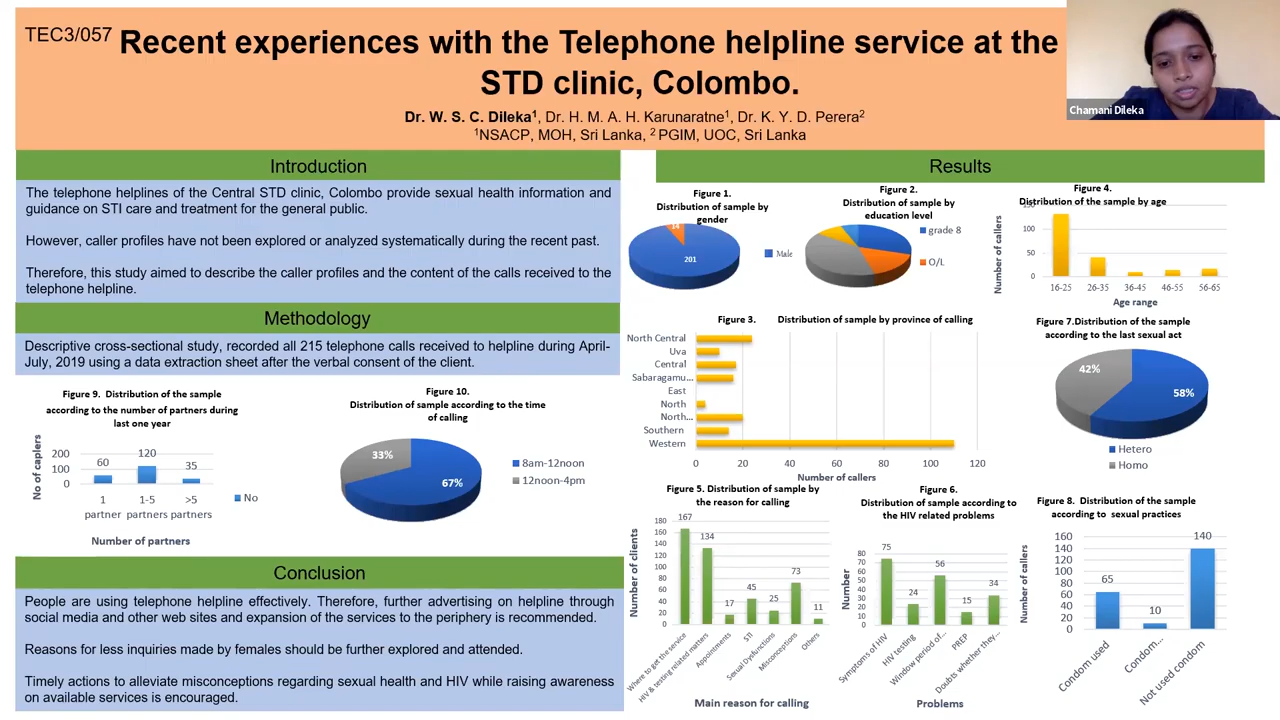 TEC3/057
Recent experiences with the Telephone helpline service at the
STD clinic, Colombo.
Dr. W. S. C. Dileka¹, Dr. H. M. A. H. Karunaratne¹, Dr. K. Y. D. Perera²
¹NSACP, MOH, Sri Lanka, ² PGIM, UOC, Sri Lanka
Chamani Dileka
Introduction
The telephone helplines of the Central STD clinic, Colombo provide sexual health information and
guidance on STI care and treatment for the general public.
However, caller profiles have not been explored or analyzed systematically during the recent past.
Therefore, this study aimed to describe the caller profiles and the content of the calls received to the
telephone helpline.
Methodology
Descriptive cross-sectional study, recorded all 215 telephone calls received to helpline during April-
July, 2019 using a data extraction sheet after the verbal consent of the client.
Figure 9. Distribution of the sample
according to the number of partners during
last one year
No of caplers
200
100
0
60
120
35
1
partner
1-5
partners
>5
partners
No
Number of partners
Figure 10.
Distribution of sample according to the time
of calling
33%
67%
8am-12noon
12noon-4pm
Conclusion
People are using telephone helpline effectively. Therefore, further advertising on helpline through
social media and other web sites and expansion of the services to the periphery is recommended.
Reasons for less inquiries made by females should be further explored and attended.
Timely actions to alleviate misconceptions regarding sexual health and HIV while raising awareness
on available services is encouraged.
Results
Figure 1.
Distribution of sample by
gender
14
201
Male
Figure 2.
Distribution of sample by
education level
grade 8
O/L
Figure 4.
Distribution of the sample by age
Number of callers
150
100
50
0
16-25
26-35
36-45
46-55
56-65
Age range
Figure 3. Distribution of sample by province of calling
North Central
Uva
Central
Sabaragamu...
East
North
North...
Southern
Western
0
20
40
60
80
100
120
Number of callers
Figure 7.Distribution of the sample
according to the last sexual act
42%
58%
Hetero
Homo
Figure 5. Distribution of sample by
the reason for calling
Number of clients
180
160
140
120
100
80
60
40
20
0
167
134
17
45
25
73
11
Where to get the service
HIV & testing related matters
Appoinments
STI
Sexual Dysfunctions
Misconceptions
Others
Main reason for calling
Figure 6.
Distribution of sample according to
the HIV related problems
Number
80
70
60
50
40
30
20
10
0
75
24
56
15
34
Symptoms of HIV
HIV testing
Window period of...
PREP
Doubts whether they...
Problems
Figure 8. Distribution of the sample
according to sexual practices
Number of callers
160
140
120
100
80
60
40
20
0
65
10
140
Condom used
Condom...
Not used condom